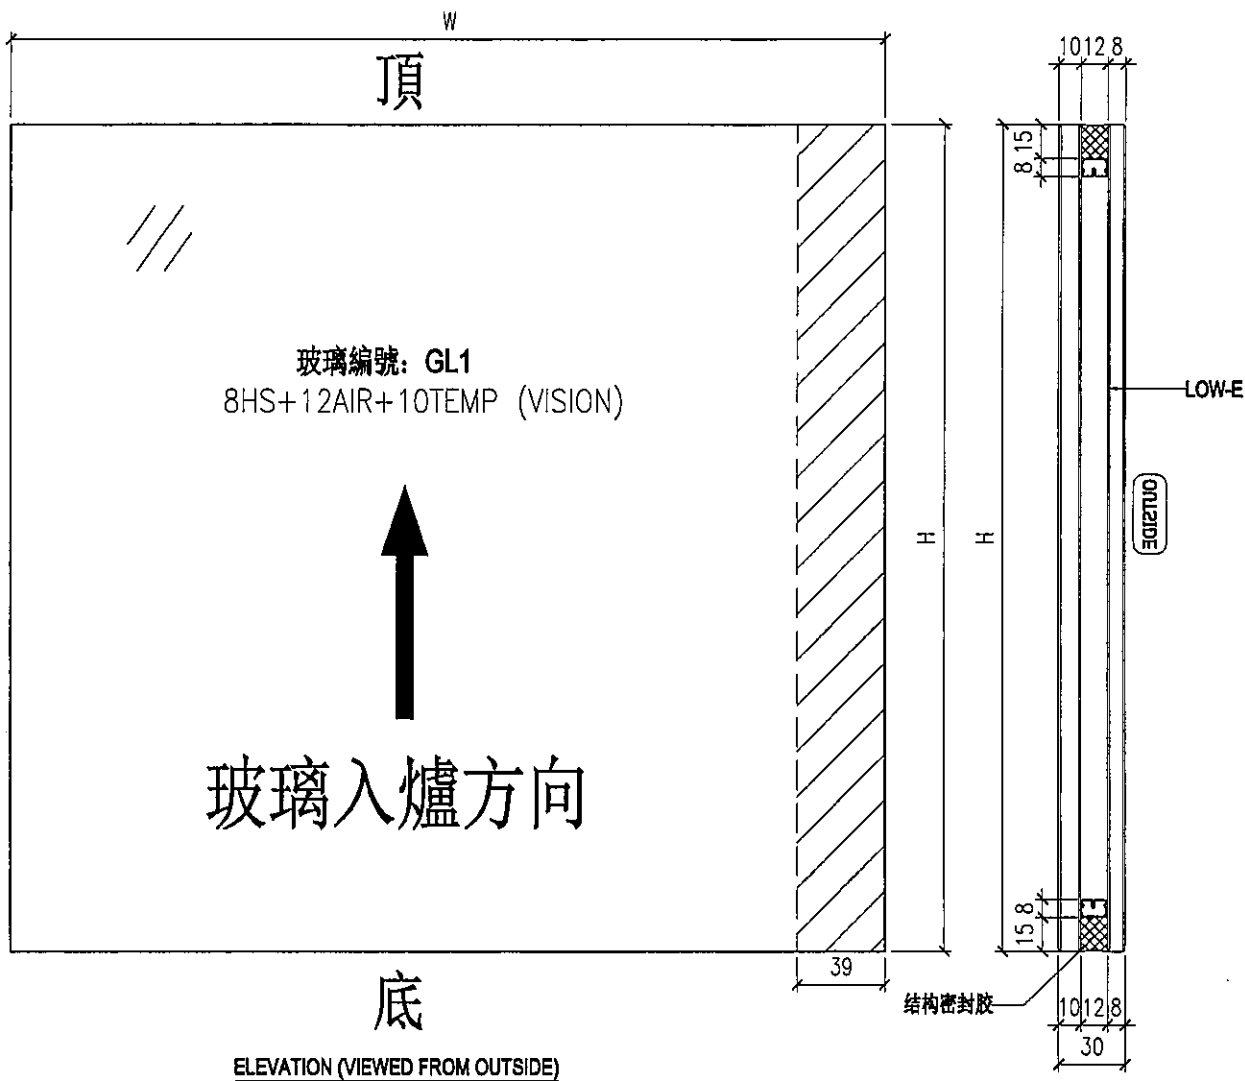 W
頂
玻璃編號: GL1
8HS+12AIR+10TEMP (VISION)
玻璃入爐方向
底
39
H
ELEVATION (VIEWED FROM OUTSIDE)
10 12 8
15
8
H
LOW-E
OUTSIDE
8
15
结构密封胶
10 12 8
30